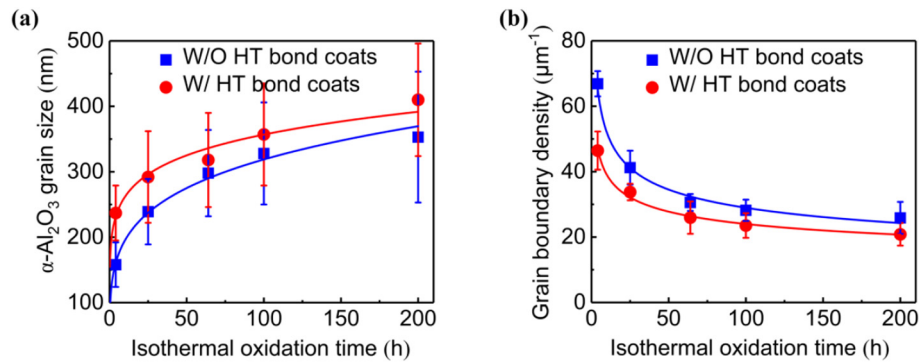 (a)
500
400
300
200
100
α-Al₂O₃ grain size (nm)
W/O HT bond coats
W/ HT bond coats
0 50 100 150 200
Isothermal oxidation time (h)
(b)
80
60
40
20
0
Grain boundary density (μm⁻¹)
W/O HT bond coats
W/ HT bond coats
0 50 100 150 200
Isothermal oxidation time (h)